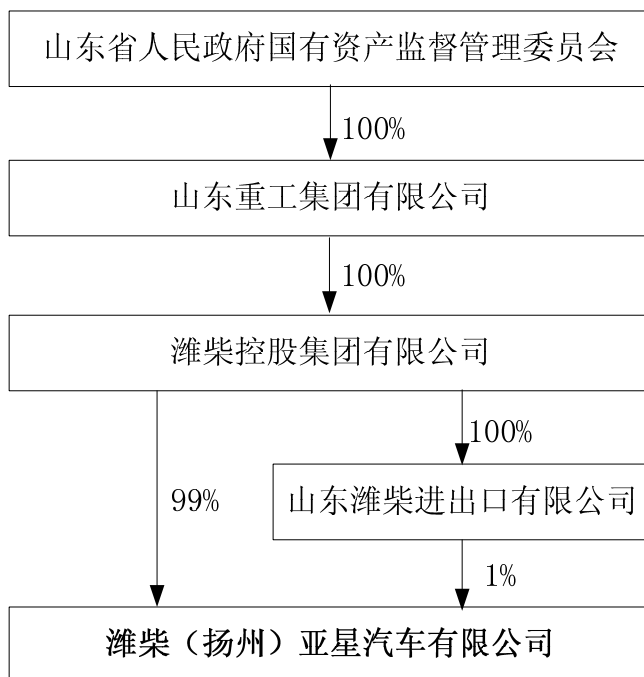 山东省人民政府国有资产监督管理委员会
100%
山东重工集团有限公司
100%
潍柴控股集团有限公司
100%
99%
山东潍柴进出口有限公司
1%
潍柴（扬州）亚星汽车有限公司